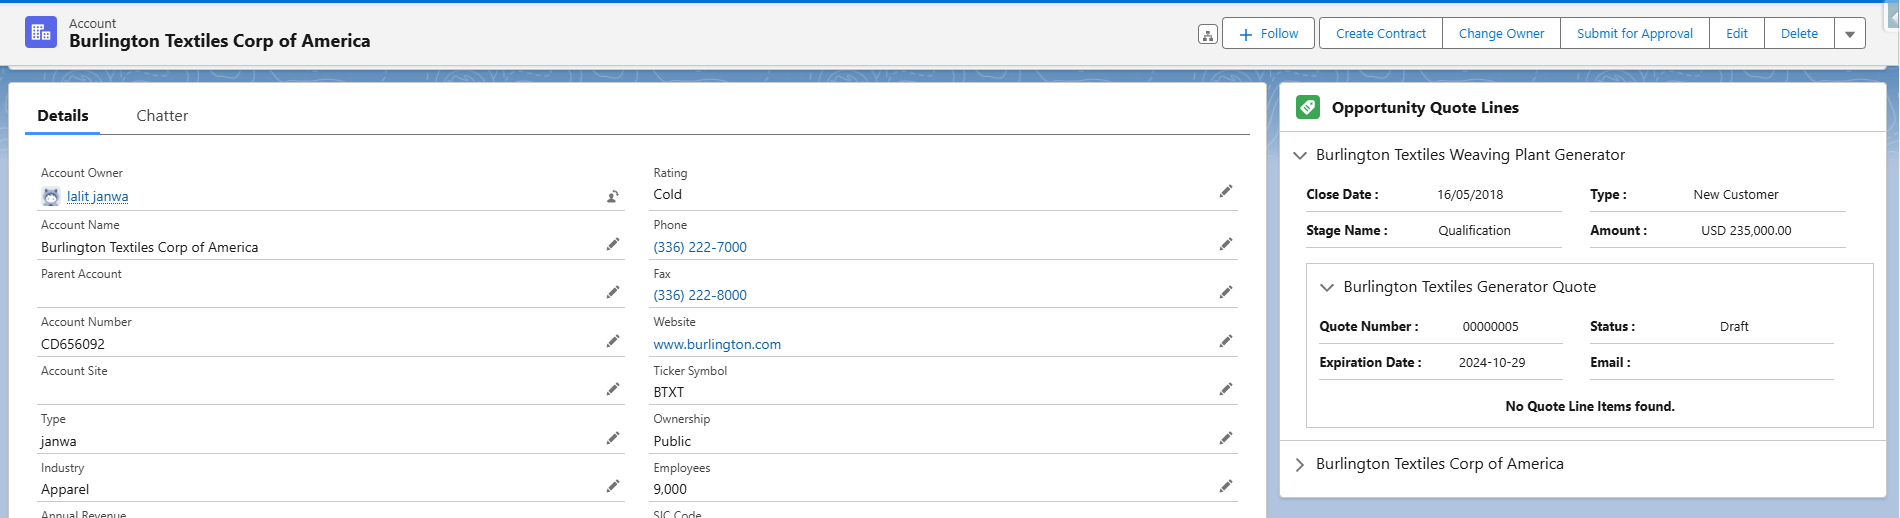 Account
Burlington Textiles Corp of America
Follow
Create Contract
Change Owner
Submit for Approval
Edit
Delete
Details
Chatter
Account Owner
lalit janwa
Rating
Cold
Account Name
Burlington Textiles Corp of America
Phone
(336) 222-7000
Parent Account
Fax
(336) 222-8000
Account Number
CD656092
Website
www.burlington.com
Account Site
Ticker Symbol
BTXT
Type
janwa
Ownership
Public
Industry
Apparel
Employees
9,000
Annual Revenue
SIC Code
Opportunity Quote Lines
Burlington Textiles Weaving Plant Generator
Close Date : 16/05/2018 Type : New Customer
Stage Name : Qualification Amount : USD 235,000.00
Burlington Textiles Generator Quote
Quote Number : 00000005 Status : Draft
Expiration Date : 2024-10-29 Email :
No Quote Line Items found.
Burlington Textiles Corp of America